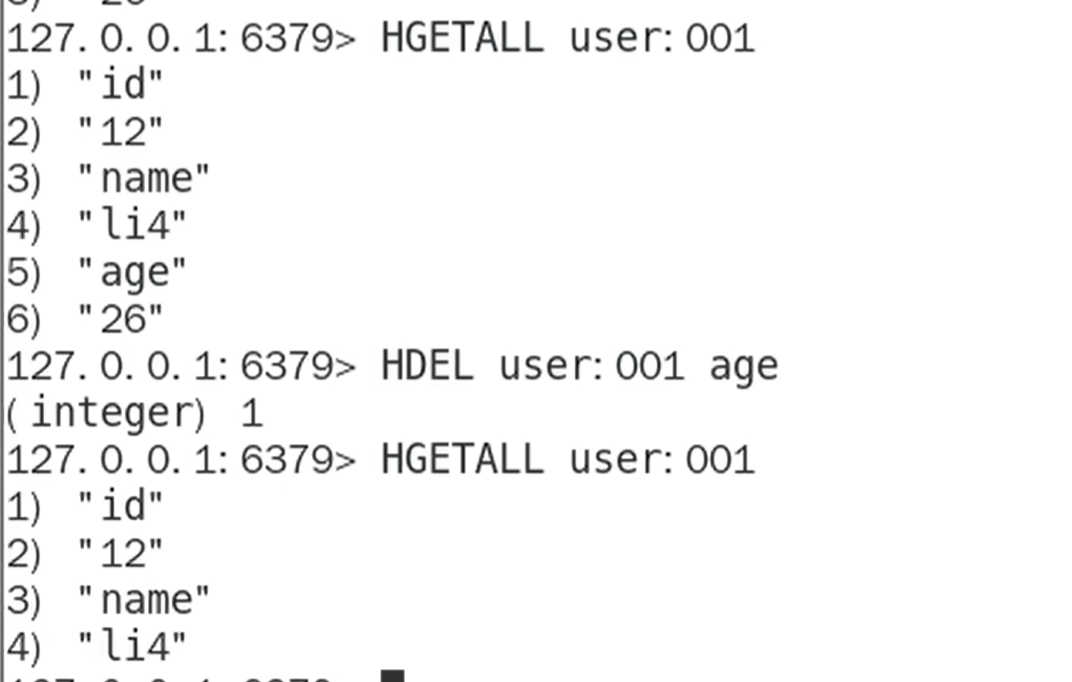 127.0.0.1:6379> HGETALL user:001
1) "id"
2) "12"
3) "name"
4) "li4"
5) "age"
6) "26"
127.0.0.1:6379> HDEL user:001 age
(integer) 1
127.0.0.1:6379> HGETALL user:001
1) "id"
2) "12"
3) "name"
4) "li4"